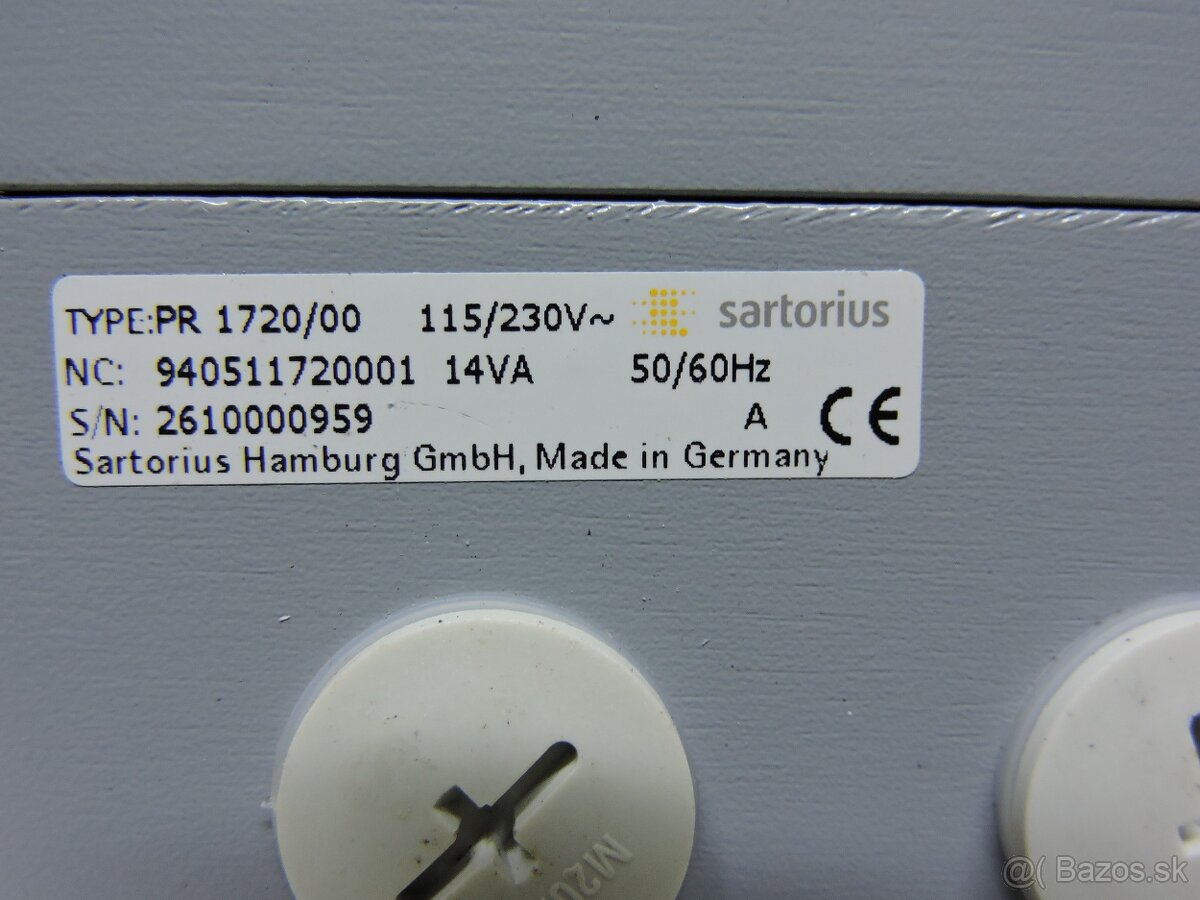 TYPE:PR 1720/00 115/230V~ sartorius
NC: 940511720001 14VA 50/60Hz
S/N: 2610000959 A CE
Sartorius Hamburg GmbH, Made in Germany
@( Bazos.sk